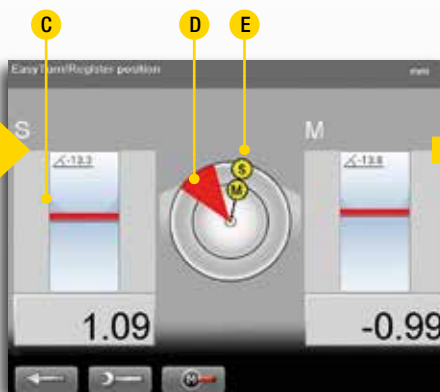 C D E
EasyTurn/Register position mm
S M
-13.3 S -13.8
M
1.09 -0.99
M